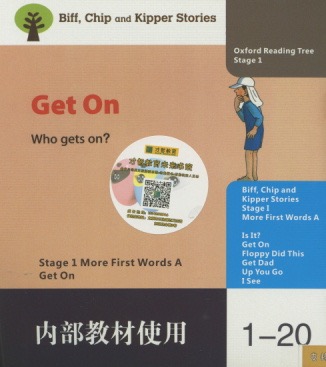 Biff, Chip and Kipper Stories
Oxford Reading Tree
Stage 1
Get On
Who gets on?
Biff, Chip and
Kipper Stories
Stage I
More First Words A
Is It?
Get On
Floppy Did This
Get Dad
Up You Go
I See
Stage 1 More First Words A
Get On
内部教材使用
1-20